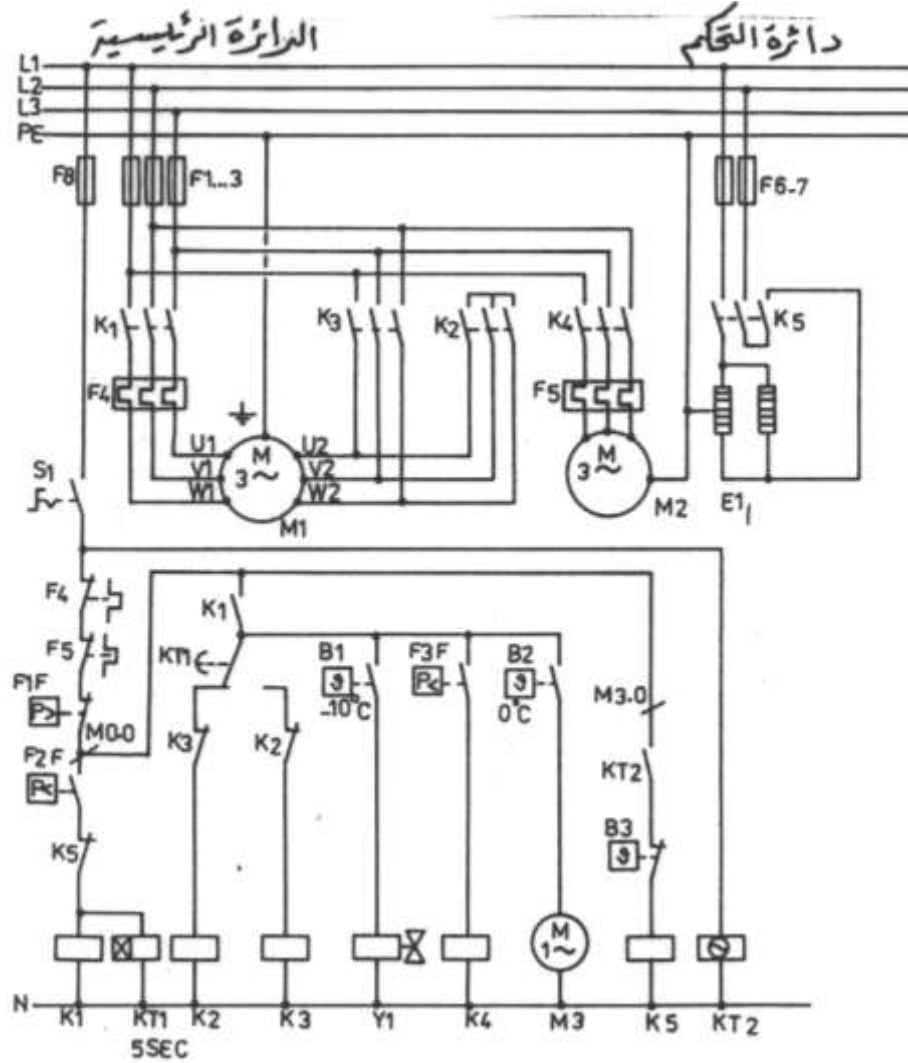 الدائرة الرئيسية دائرة التحكم
L1
L2
L3
PE
F8 F1...3 F6-7
K1 K3 K2 K4 K5
F4 F5
U1 M U2
V1 3~ V2
W1 W2
M1
M
3~
M2
E1
S1
F4 K1
F5 KT1 B1 F3F B2
F1F P> ϑ P< ϑ
-10°C 0°C
M0-0 M3-0
F2F K3 K2 KT2
P<
K5 B3
ϑ
M
1~
N
K1 KT1 K2 K3 Y1 K4 M3 K5 KT2
5SEC